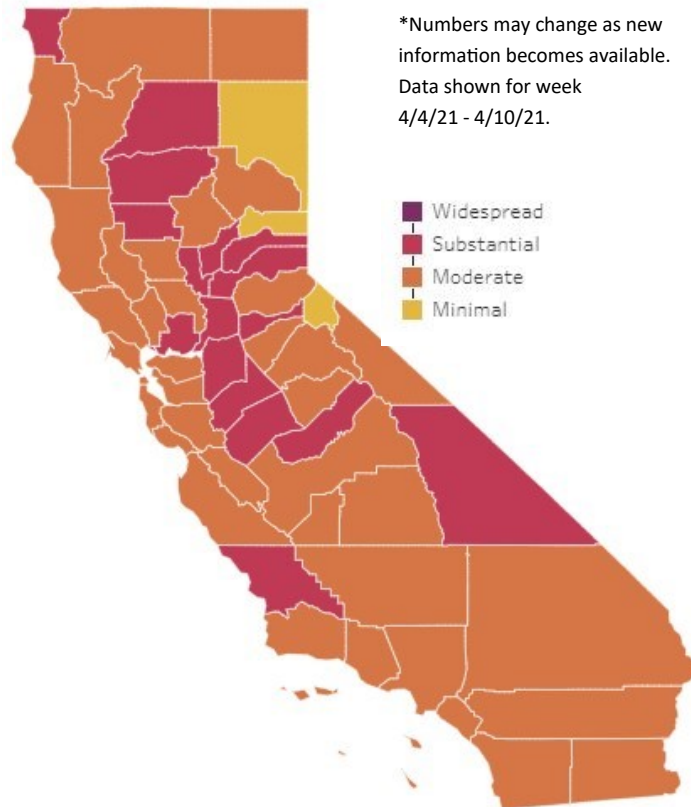 *Numbers may change as new
information becomes available.
Data shown for week
4/4/21 - 4/10/21.
Widespread
Substantial
Moderate
Minimal